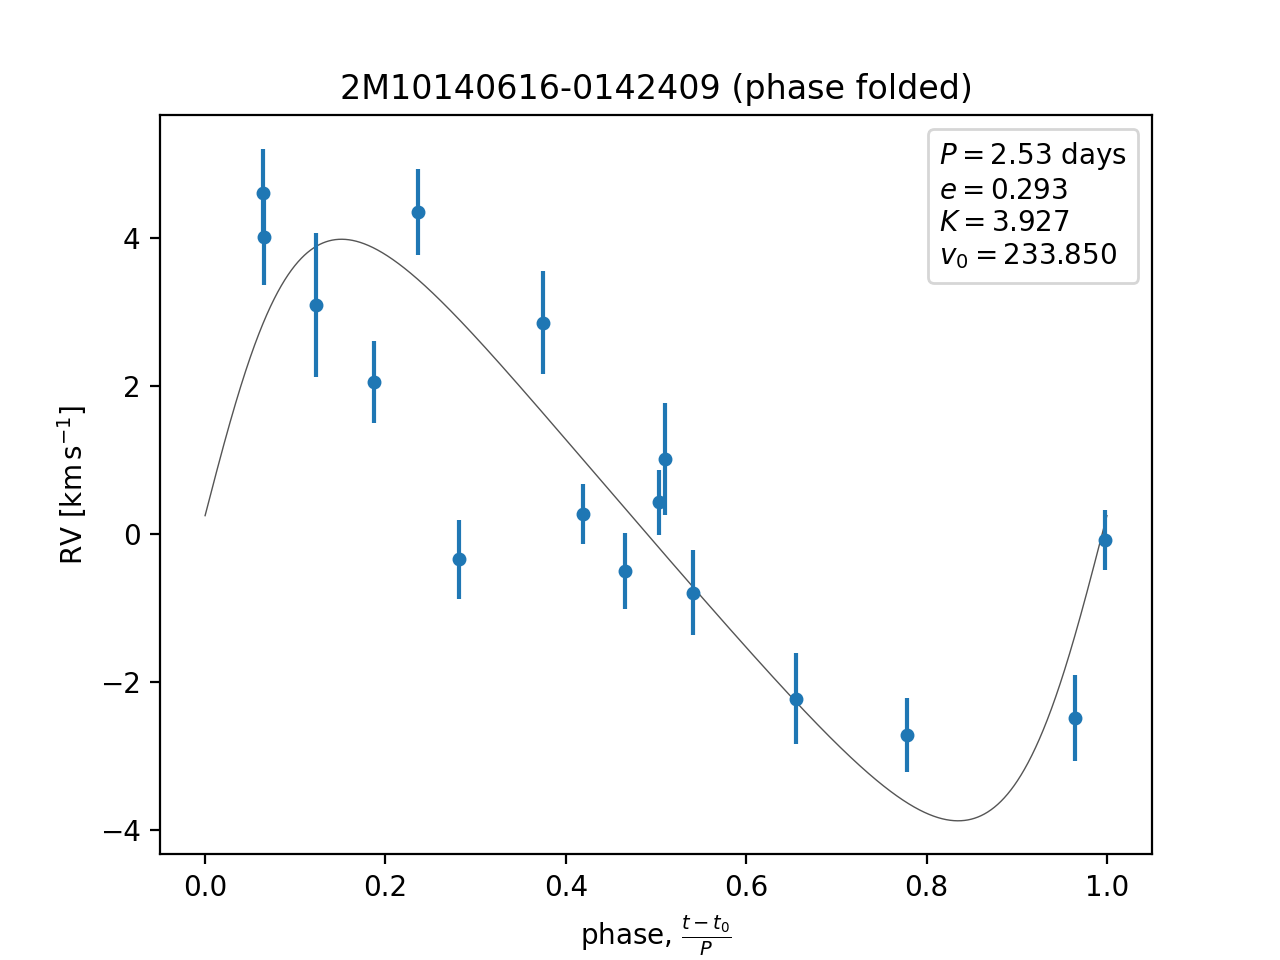 2M10140616-0142409 (phase folded)
P = 2.53 days
e = 0.293
K = 3.927
v₀ = 233.850
RV [km s⁻¹]
4
2
0
−2
−4
0.0 0.2 0.4 0.6 0.8 1.0
phase, (t − t₀)/P